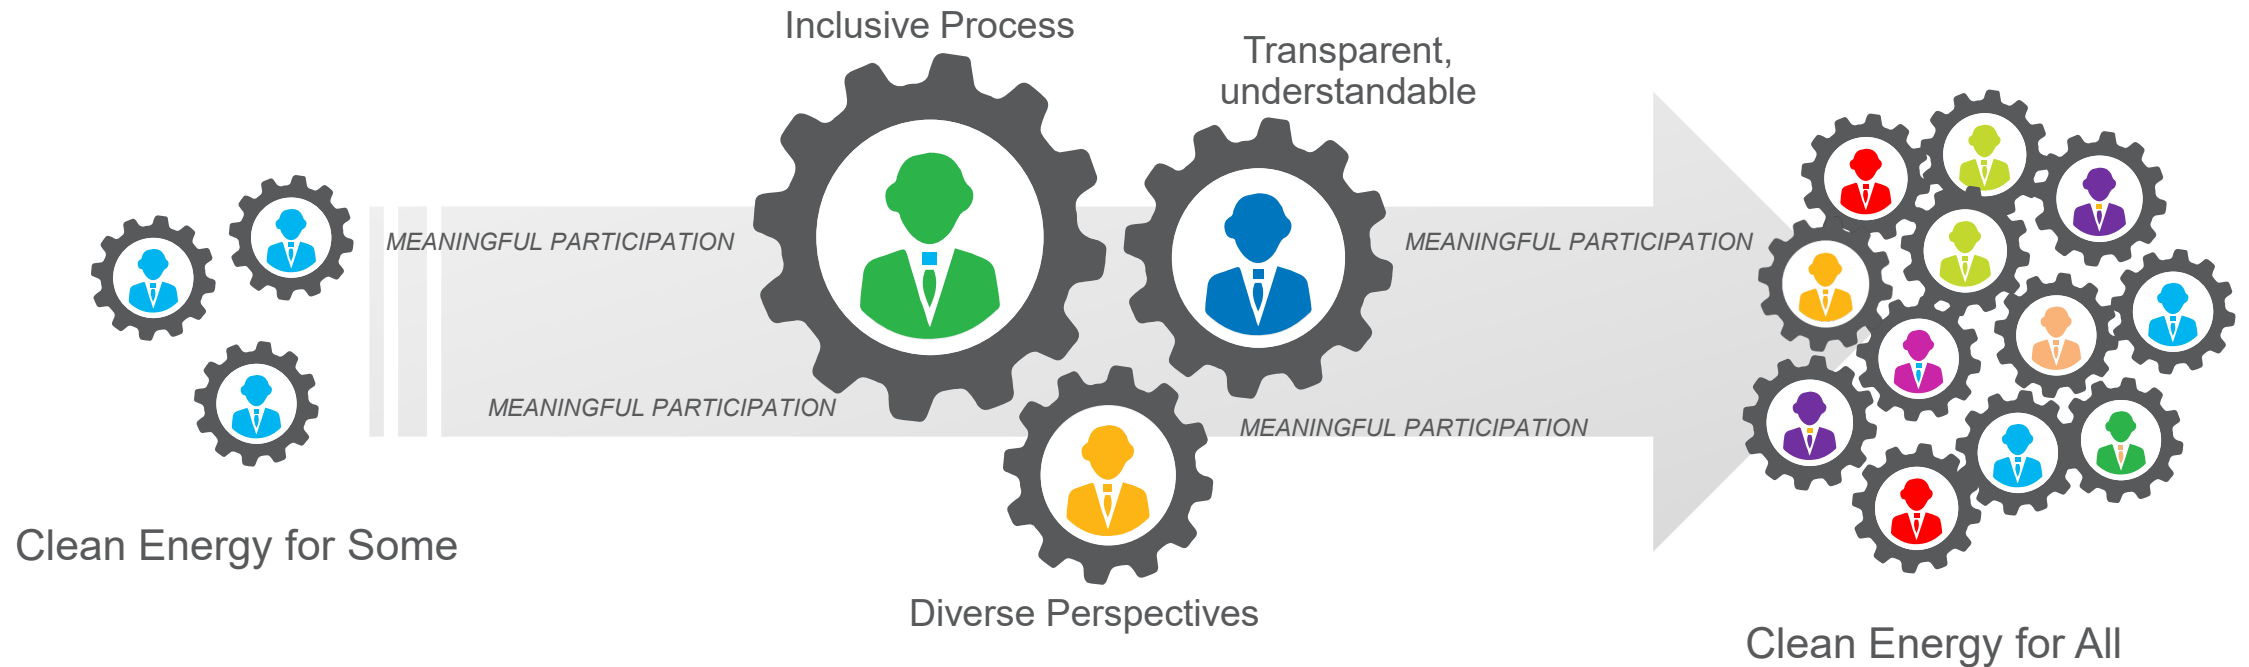 Inclusive Process
Transparent,
understandable
MEANINGFUL PARTICIPATION
MEANINGFUL PARTICIPATION
MEANINGFUL PARTICIPATION
MEANINGFUL PARTICIPATION
Clean Energy for Some
Diverse Perspectives
Clean Energy for All